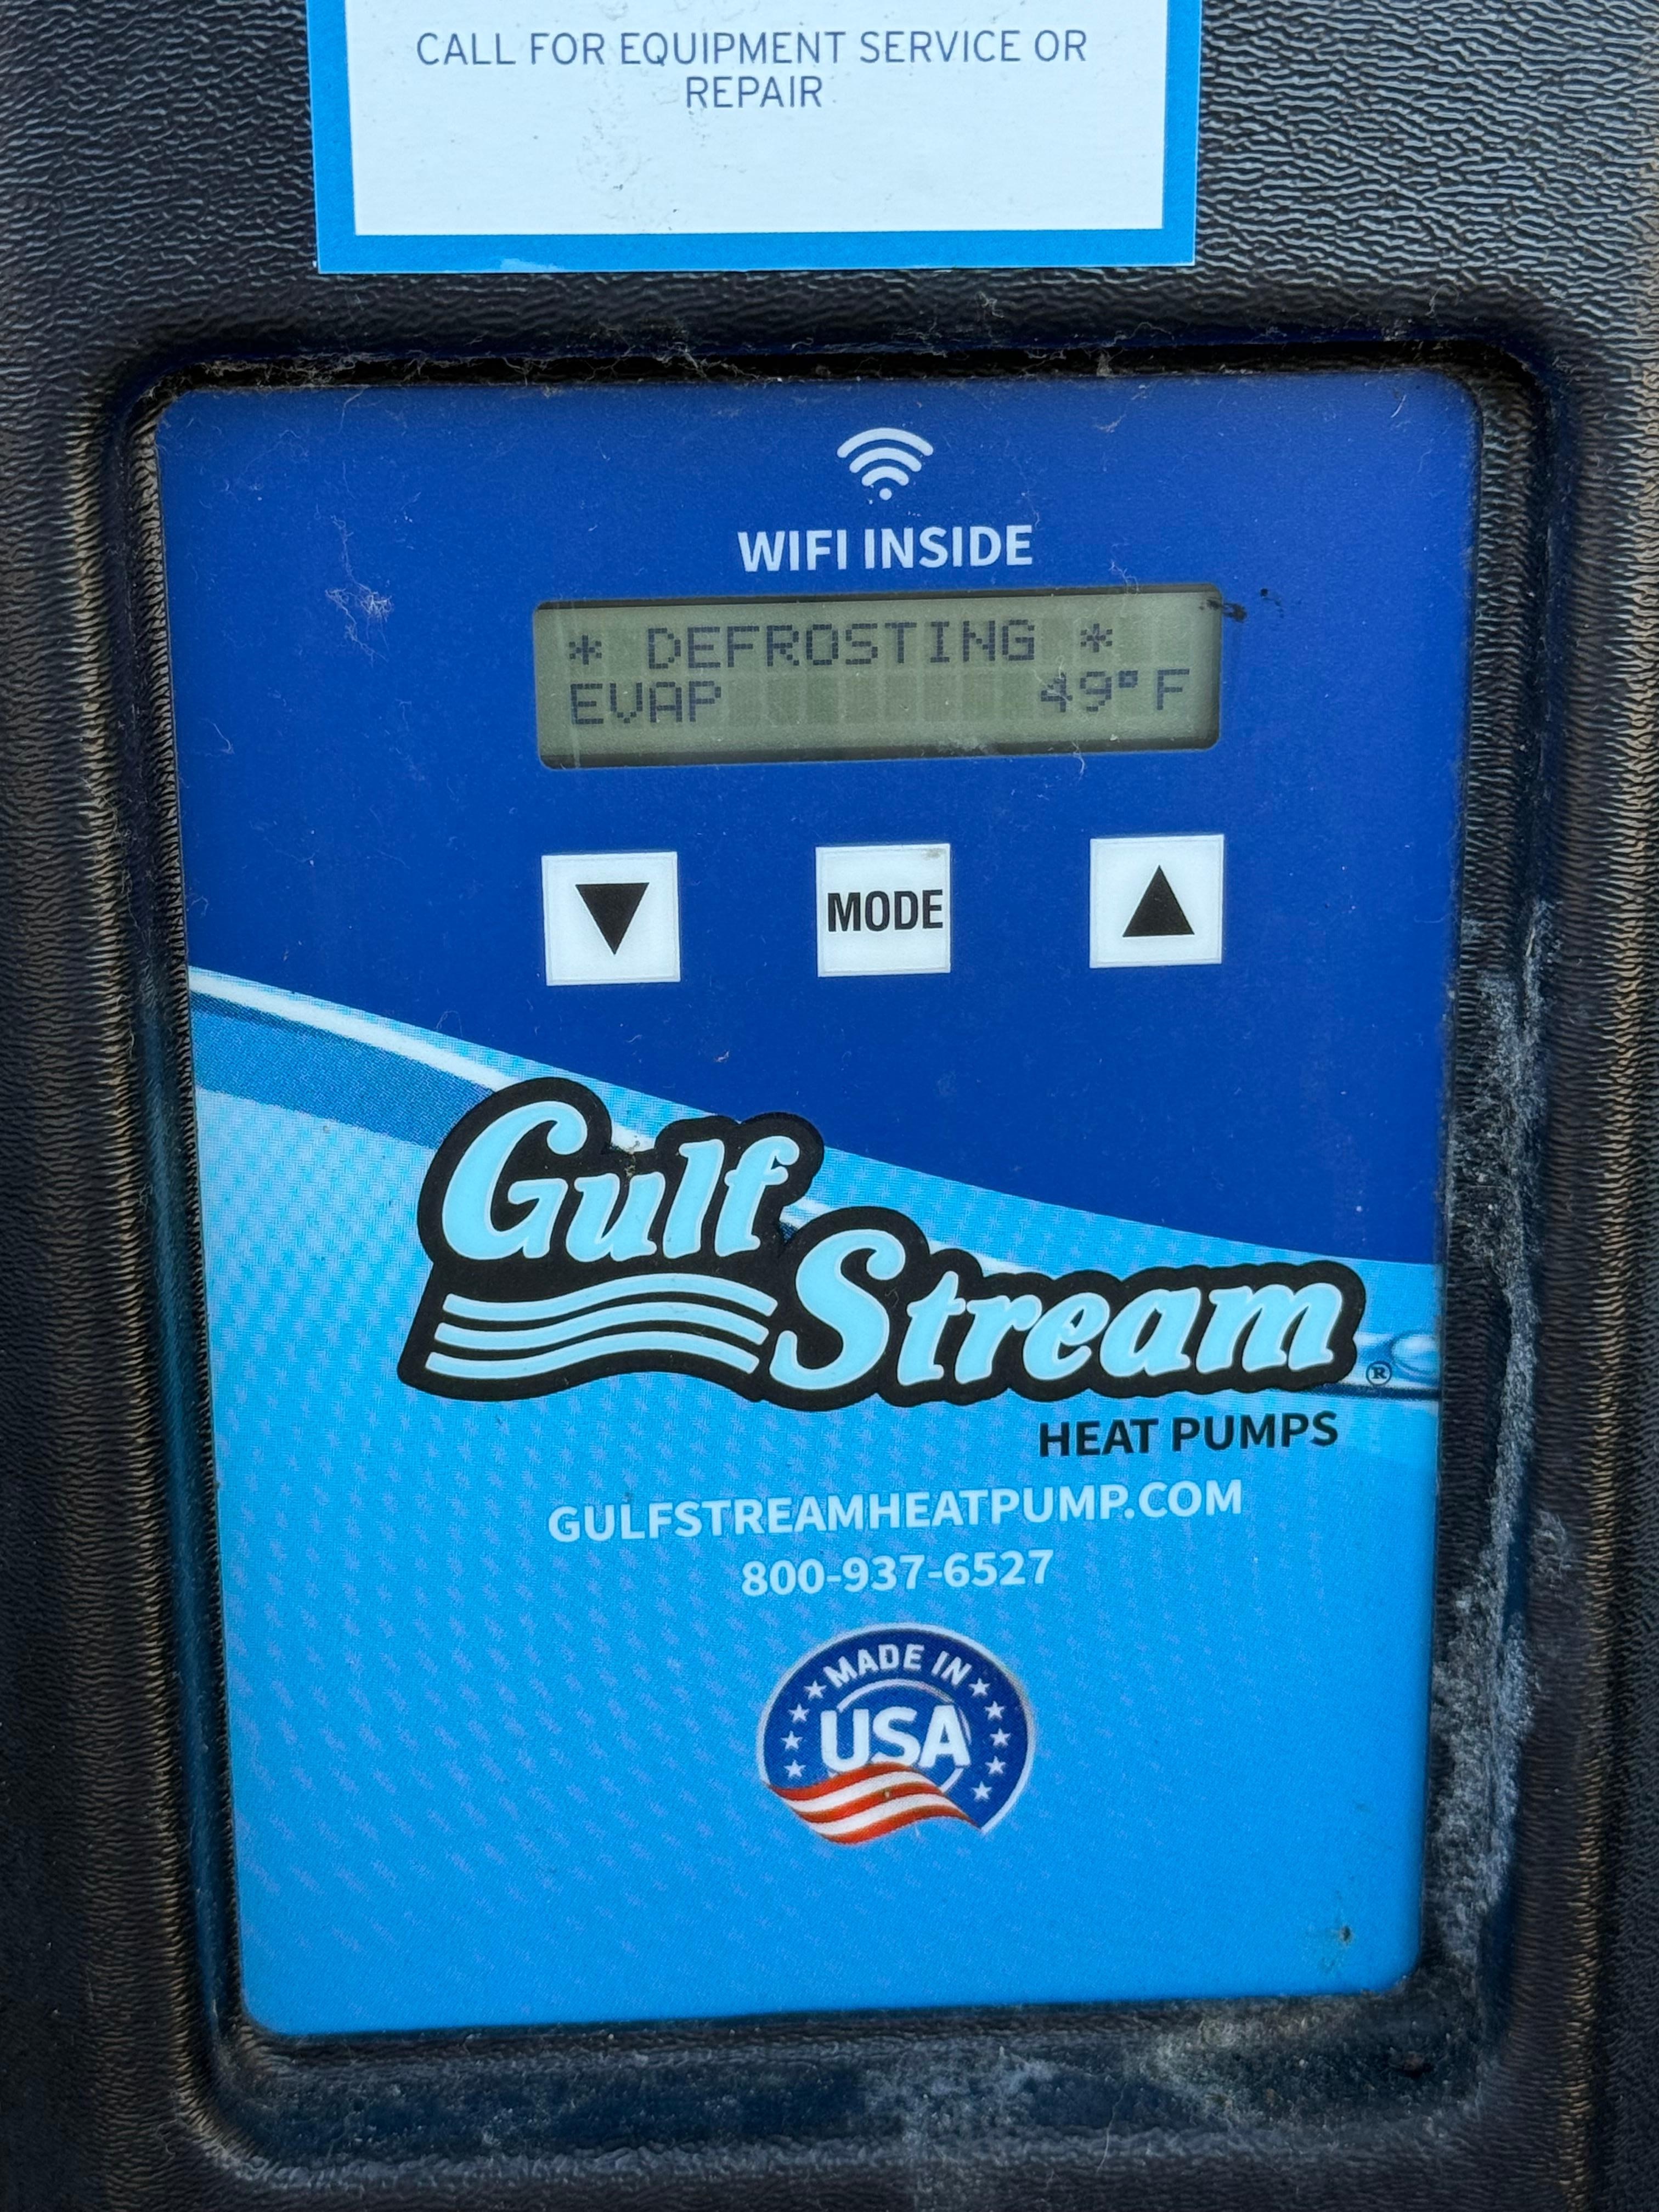 CALL FOR EQUIPMENT SERVICE OR
REPAIR
WIFI INSIDE
* DEFROSTING *
EVAP 49°F
MODE
Gulf
Stream®
HEAT PUMPS
GULFSTREAMHEATPUMP.COM
800-937-6527
MADE IN
USA